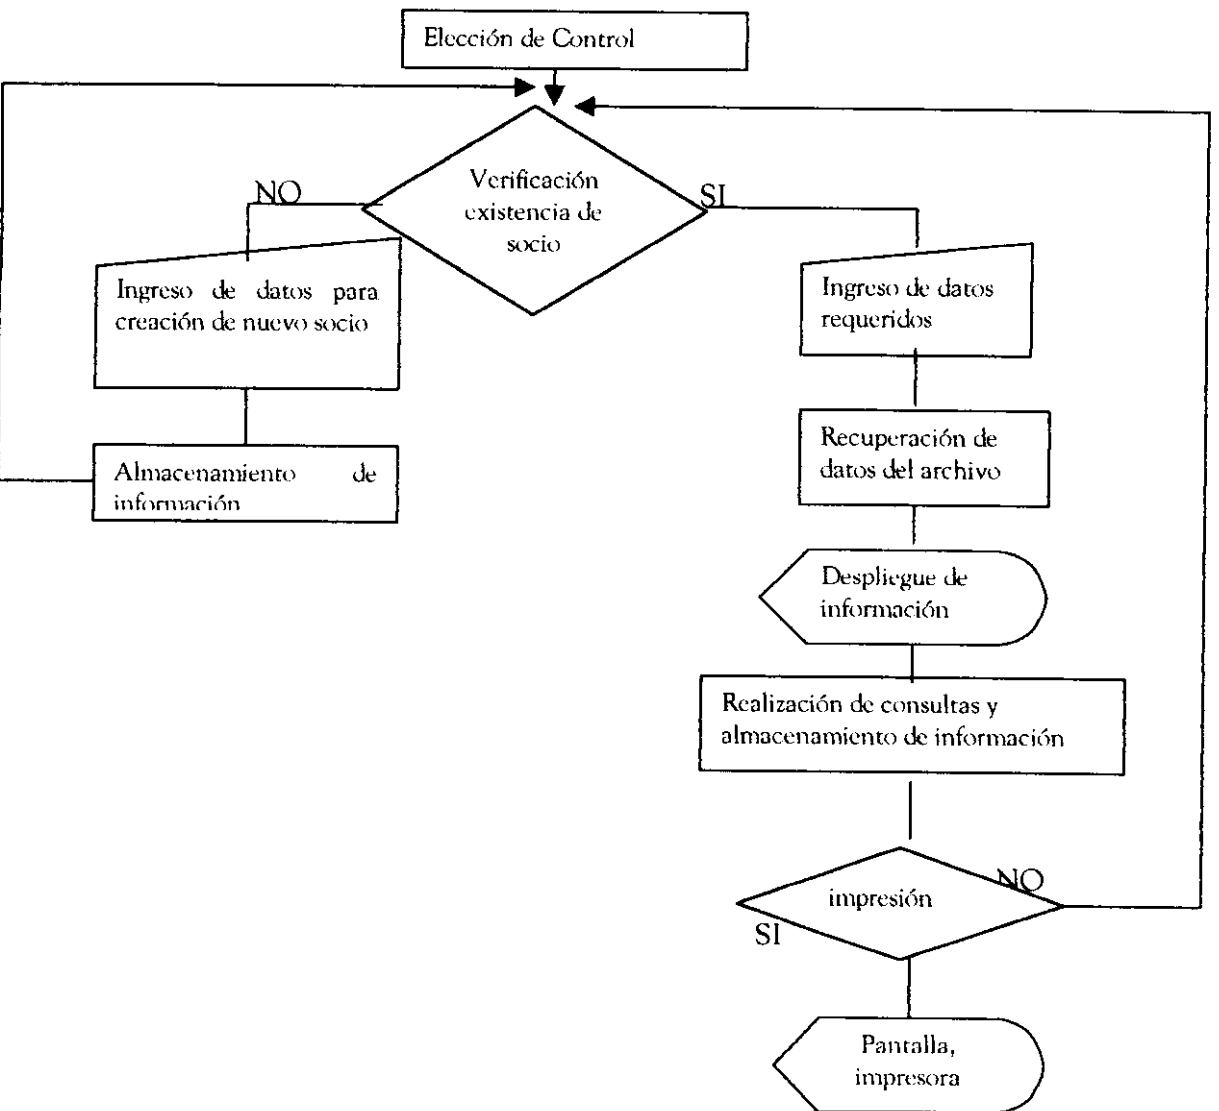 Elección de Control
Verificación
existencia de
socio
NO
SI
Ingreso de datos para
creación de nuevo socio
Almacenamiento de
información
Ingreso de datos
requeridos
Recuperación de
datos del archivo
Despliegue de
información
Realización de consultas y
almacenamiento de información
impresión
NO
SI
Pantalla,
impresora